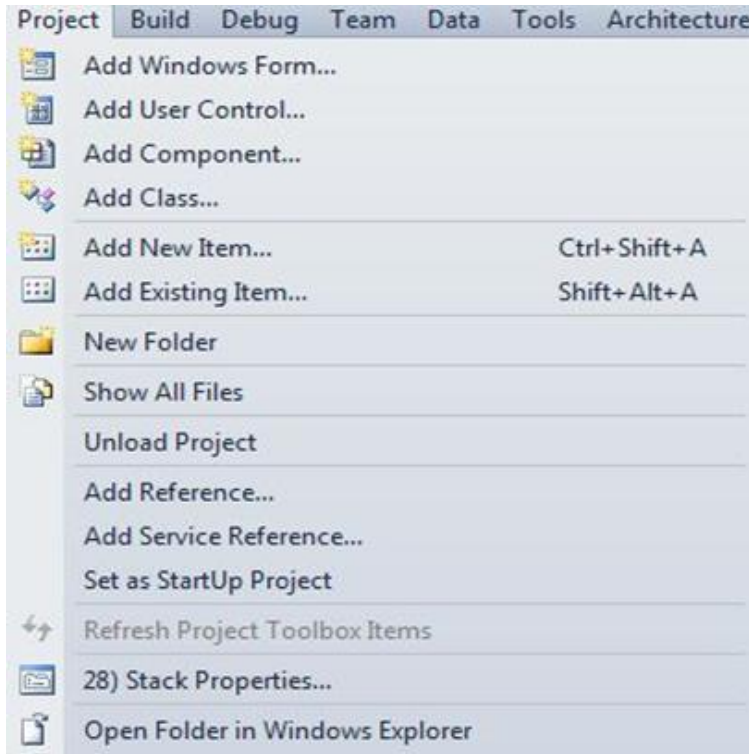 Project Build Debug Team Data Tools Architecture
Add Windows Form...
Add User Control...
Add Component...
Add Class...
Add New Item... Ctrl+Shift+A
Add Existing Item... Shift+Alt+A
New Folder
Show All Files
Unload Project
Add Reference...
Add Service Reference...
Set as StartUp Project
Refresh Project Toolbox Items
28) Stack Properties...
Open Folder in Windows Explorer